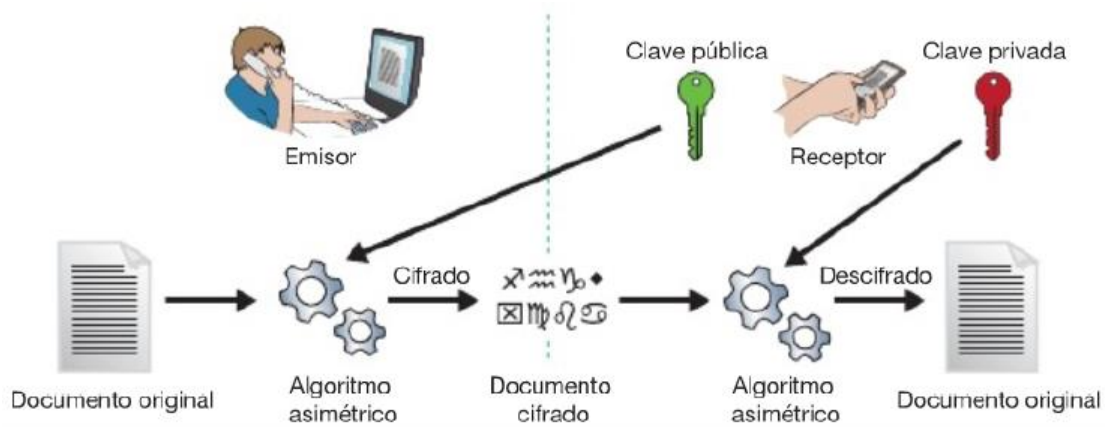 Clave pública
Clave privada
Emisor
Receptor
Cifrado
Descifrado
Documento original
Algoritmo
asimétrico
Documento
cifrado
Algoritmo
asimétrico
Documento original